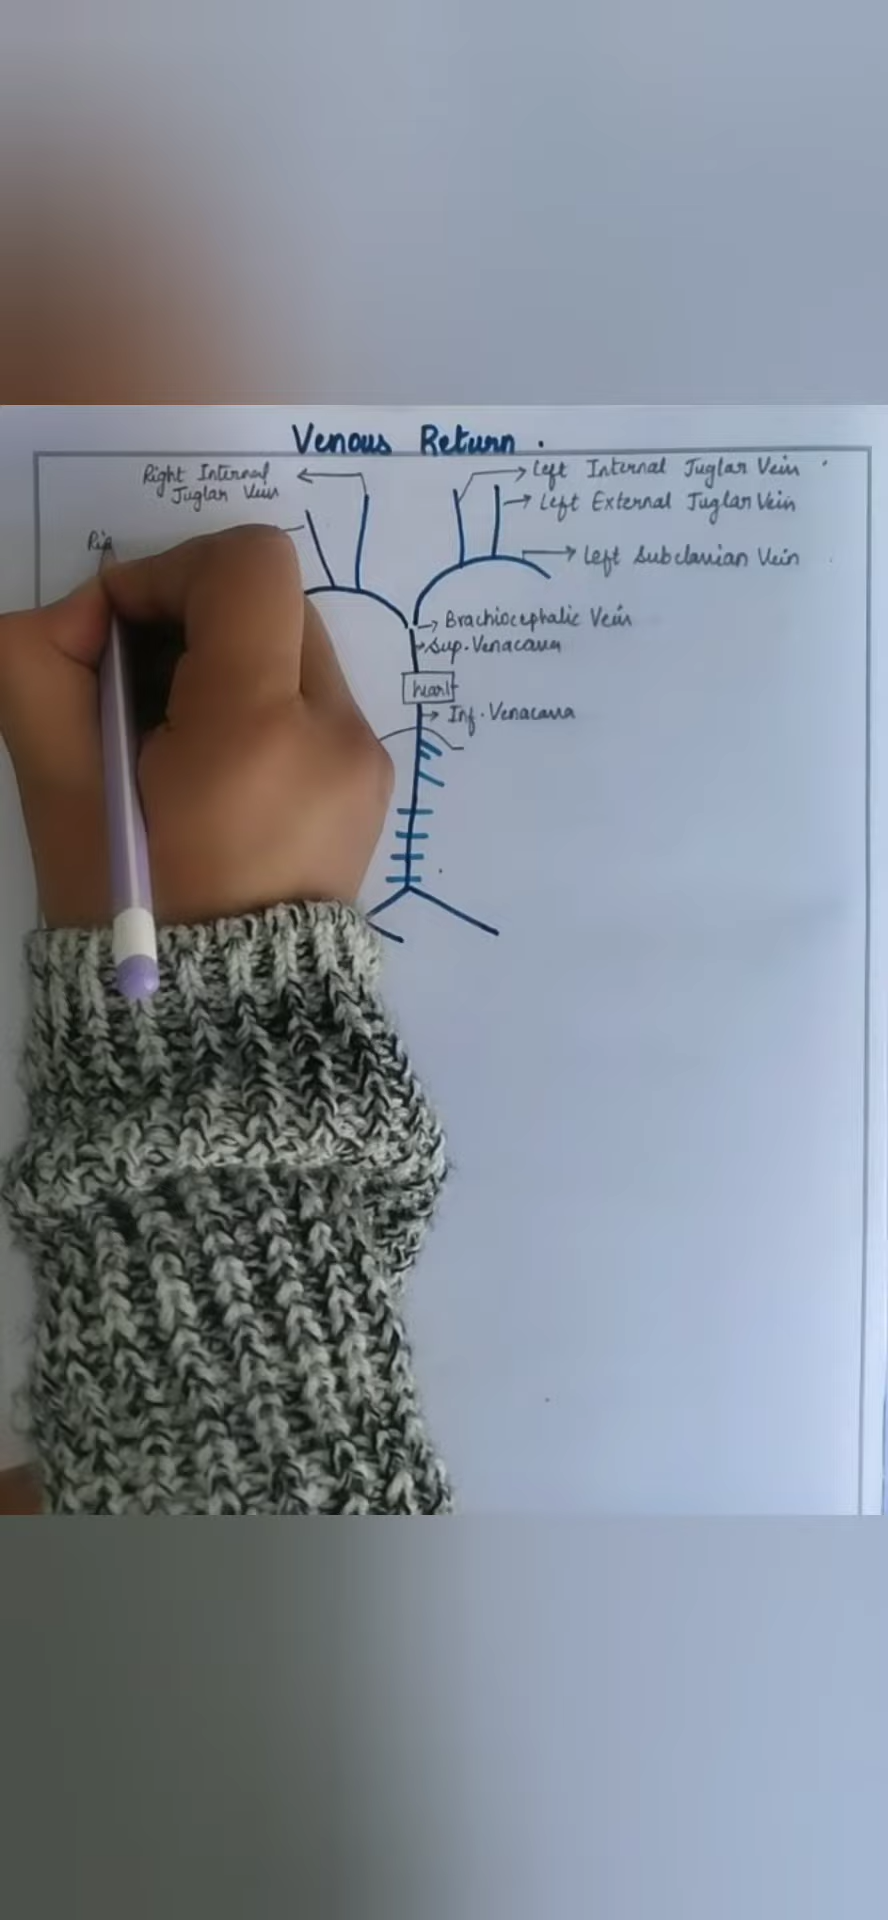 Venous Return.
Right Internal
Juglar Vein
Left Internal Juglar Vein
Left External Juglar Vein
Rig
Left Subclavian Vein
Brachiocephalic Vein
Sup. Venacava
heart
Inf. Venacava